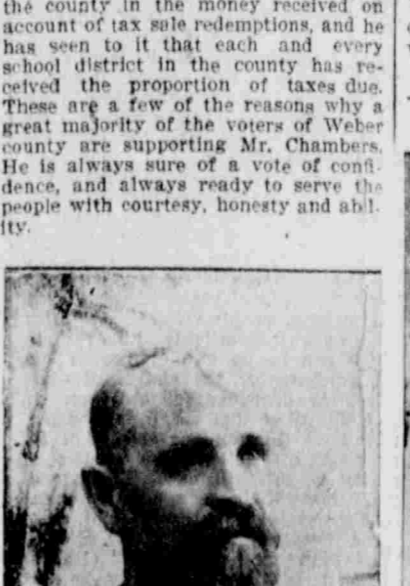 the county in the money received on
account of tax sale redemptions, and he
has seen to it that each and every
school district in the county has re-
ceived the proportion of taxes due.
These are a few of the reasons why a
great majority of the voters of Weber
county are supporting Mr. Chambers.
He is always sure of a vote of confi-
dence, and always ready to serve the
people with courtesy, honesty and abil-
ity.